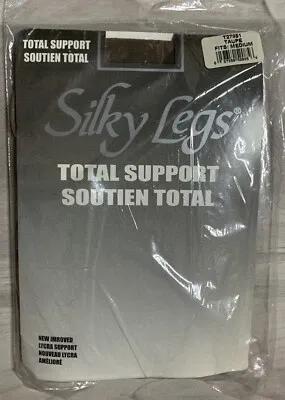 TOTAL SUPPORT
SOUTIEN TOTAL
TAUPE
FITS: MEDIUM
Silky Legs®
TOTAL SUPPORT
SOUTIEN TOTAL
NEW IMROVED
LYCRA SUPPORT
NOUVEAU LYCRA
AMÉLIORÉ